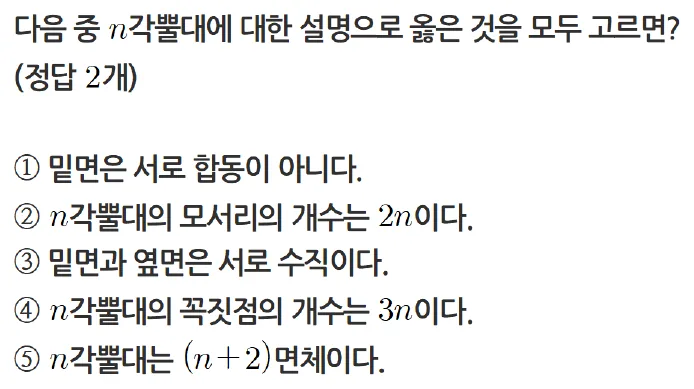 다음 중 n각뿔대에 대한 설명으로 옳은 것을 모두 고르면?
(정답 2개)
① 밑면은 서로 합동이 아니다.
② n각뿔대의 모서리의 개수는 2n이다.
③ 밑면과 옆면은 서로 수직이다.
④ n각뿔대의 꼭짓점의 개수는 3n이다.
⑤ n각뿔대는 (n+2)면체이다.